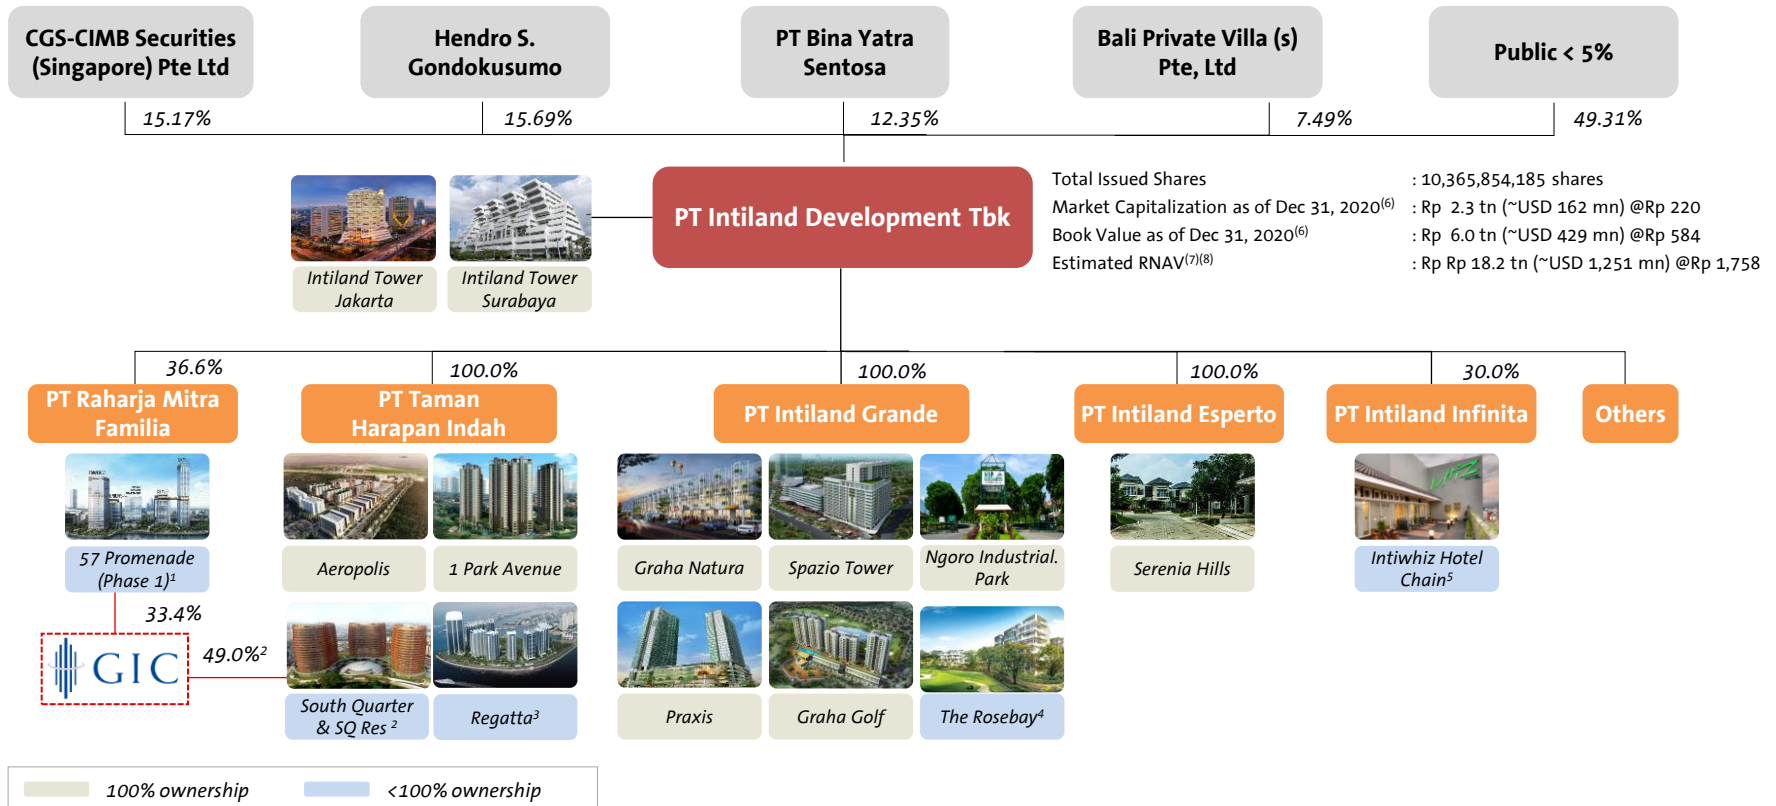 CGS-CIMB Securities
(Singapore) Pte Ltd
Hendro S.
Gondokusumo
PT Bina Yatra
Sentosa
Bali Private Villa (s)
Pte, Ltd
Public < 5%
15.17%
15.69%
12.35%
7.49%
49.31%
Intiland Tower
Jakarta
Intiland Tower
Surabaya
PT Intiland Development Tbk
Total Issued Shares : 10,365,854,185 shares
Market Capitalization as of Dec 31, 2020(6) : Rp 2.3 tn (~USD 162 mn) @Rp 220
Book Value as of Dec 31, 2020(6) : Rp 6.0 tn (~USD 429 mn) @Rp 584
Estimated RNAV(7)(8) : Rp Rp 18.2 tn (~USD 1,251 mn) @Rp 1,758
36.6%
100.0%
100.0%
100.0%
30.0%
PT Raharja Mitra
Familia
PT Taman
Harapan Indah
PT Intiland Grande
PT Intiland Esperto
PT Intiland Infinita
Others
57 Promenade
(Phase 1)1
Aeropolis
1 Park Avenue
Graha Natura
Spazio Tower
Ngoro Industrial.
Park
Serenia Hills
Intiwhiz Hotel
Chain5
33.4%
GIC
49.0%2
South Quarter
& SQ Res 2
Regatta3
Praxis
Graha Golf
The Rosebay4
100% ownership
<100% ownership